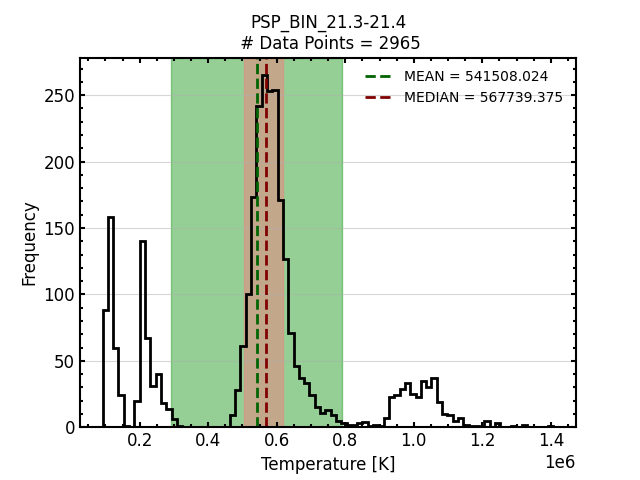 PSP_BIN_21.3-21.4
# Data Points = 2965
MEAN = 541508.024
MEDIAN = 567739.375
Frequency
250
200
150
100
50
0
0.2 0.4 0.6 0.8 1.0 1.2 1.4
1e6
Temperature [K]